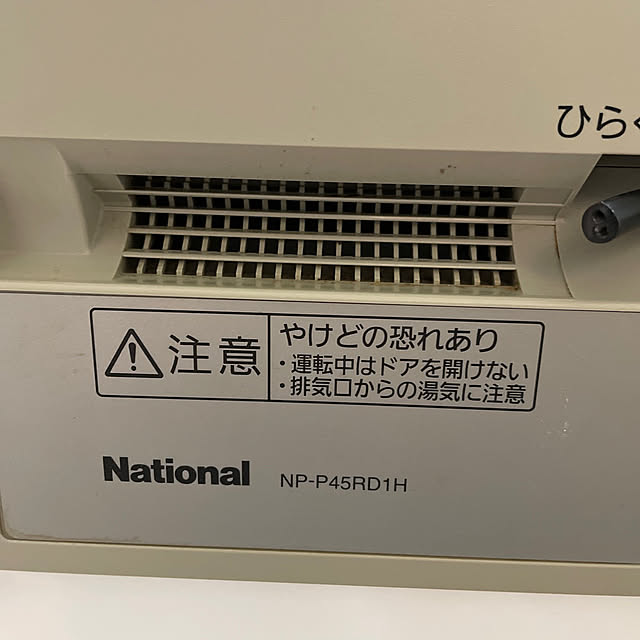 ひらく
注意
やけどの恐れあり
・運転中はドアを開けない
・排気口からの湯気に注意
National NP-P45RD1H